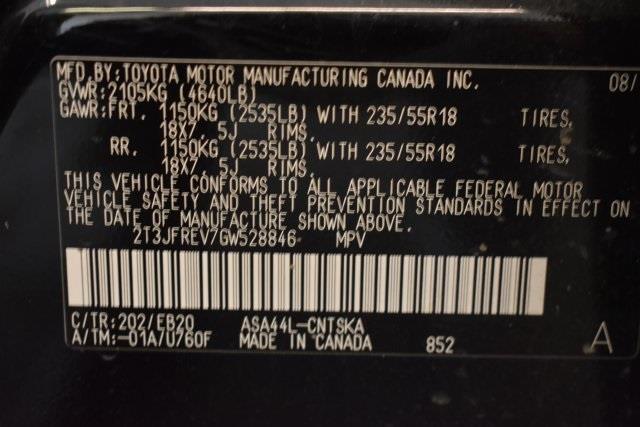 MFD.BY:TOYOTA MOTOR MANUFACTURING CANADA INC. 08/
GVWR:2105KG (4640LB)
GAWR:FRT. 1150KG (2535LB) WITH 235/55R18 TIRES,
18X7. 5J RIMS.
RR. 1150KG (2535LB) WITH 235/55R18 TIRES,
18X7. 5J RIMS.
THIS VEHICLE CONFORMS TO ALL APPLICABLE FEDERAL MOTOR
VEHICLE SAFETY AND THEFT PREVENTION STANDARDS IN EFFECT ON
THE DATE OF MANUFACTURE SHOWN ABOVE.
2T3JFREV7GW528846 MPV
C/TR:202/EB20 ASA44L-CNTSKA
A/TM:-01A/U760F MADE IN CANADA 852 A